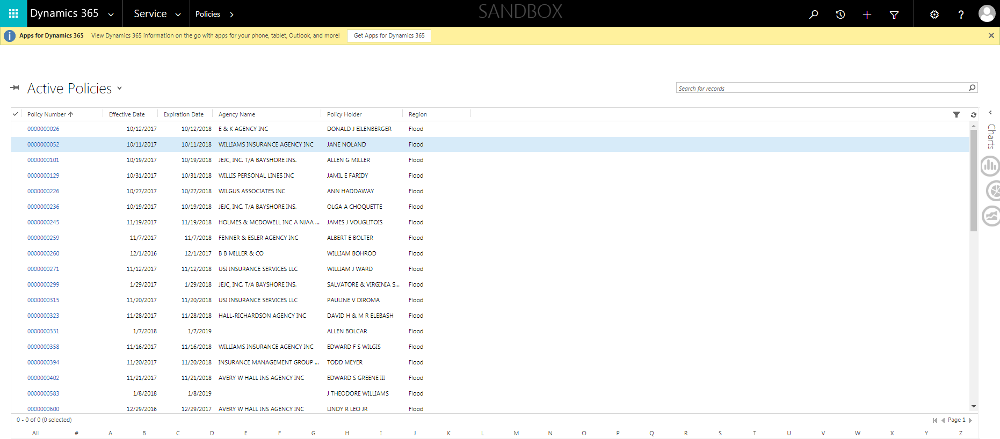 Dynamics 365 Service Policies SANDBOX ?
i Apps for Dynamics 365 View Dynamics 365 information on the go with apps for your phone, tablet, Outlook, and more! Get Apps for Dynamics 365
Active Policies Search for records
Policy Number Effective Date Expiration Date Agency Name Policy Holder Region
Charts
0000000026 10/12/2017 10/12/2018 E & K AGENCY INC DONALD J EILENBERGER Flood
0000000052 10/11/2017 10/11/2018 WILLIAMS INSURANCE AGENCY INC JANE NOLAND Flood
0000000101 10/19/2017 10/19/2018 JEJC, INC. T/A BAYSHORE INS. ALLEN G MILLER Flood
0000000129 10/31/2017 10/31/2018 WILLIS PERSONAL LINES INC JAMIL E FARIDY Flood
0000000226 10/27/2017 10/27/2018 WILGUS ASSOCIATES INC ANN HADDAWAY Flood
0000000236 10/19/2017 10/19/2018 JEJC, INC. T/A BAYSHORE INS. OLGA A CHOQUETTE Flood
0000000245 11/19/2017 11/19/2018 HOLMES & MCDOWELL INC A NJAA ... JAMES J VOUGLITOIS Flood
0000000259 11/7/2017 11/7/2018 FENNER & ESLER AGENCY INC ALBERT E BOLTER Flood
0000000260 12/1/2016 12/1/2017 B B MILLER & CO WILLIAM BOHROD Flood
0000000271 11/12/2017 11/12/2018 USI INSURANCE SERVICES LLC WILLIAM J WARD Flood
0000000299 1/29/2017 1/29/2018 JEJC, INC. T/A BAYSHORE INS. SALVATORE & VIRGINIA S... Flood
0000000315 11/20/2017 11/20/2018 USI INSURANCE SERVICES LLC PAULINE V DIROMA Flood
0000000323 11/28/2017 11/28/2018 HALL-RICHARDSON AGENCY INC DAVID H & M R ELEBASH Flood
0000000331 1/7/2018 1/7/2019 ALLEN BOLCAR Flood
0000000358 11/16/2017 11/16/2018 WILLIAMS INSURANCE AGENCY INC EDWARD F S WILGIS Flood
0000000394 11/20/2017 11/20/2018 INSURANCE MANAGEMENT GROUP ... TODD MEYER Flood
0000000402 11/21/2017 11/21/2018 AVERY W HALL INS AGENCY INC EDWARD S GREENE III Flood
0000000583 1/8/2018 1/8/2019 J THEODORE WILLIAMS Flood
0000000600 12/29/2016 12/29/2017 AVERY W HALL INS AGENCY INC LINDY R LEO JR Flood
0 - 0 of 0 (0 selected) Page 1
All # A B C D E F G H I J K L M N O P Q R S T U V W X Y Z